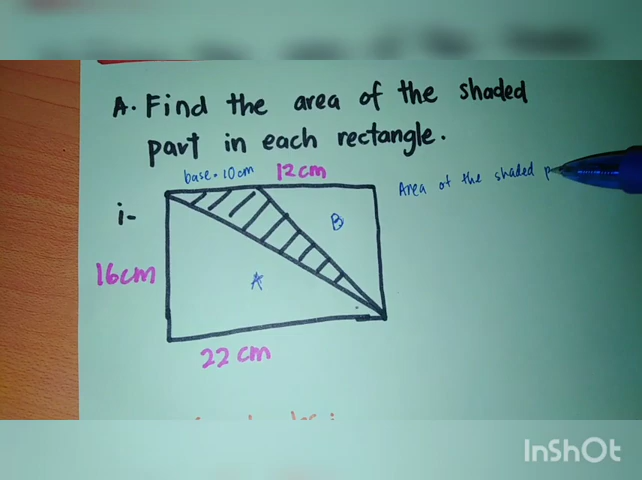 A. Find the area of the shaded
part in each rectangle.
base = 10cm
12cm
Area of the shaded p
i-
B
16cm
A
22 cm
InShOt